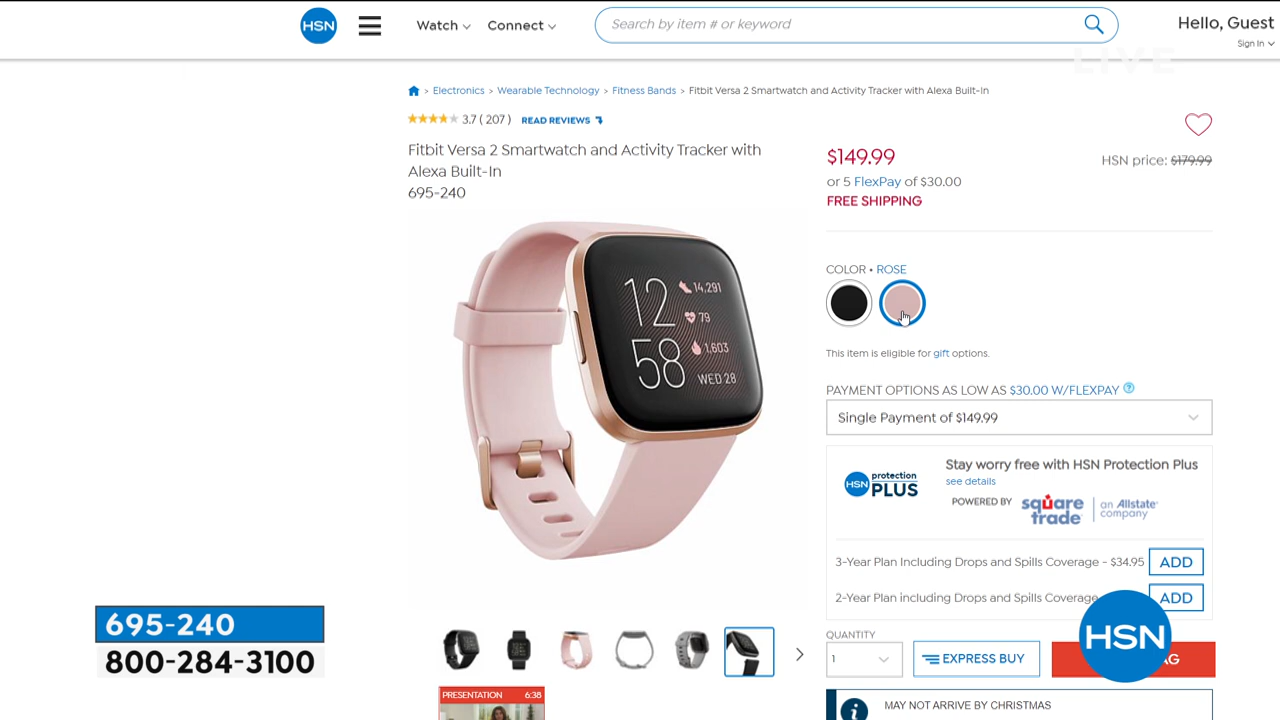 HSN
Watch
Connect
Search by item # or keyword
Hello, Guest
Sign In
LIVE
> Electronics > Wearable Technology > Fitness Bands > Fitbit Versa 2 Smartwatch and Activity Tracker with Alexa Built-In
3.7 ( 207 ) READ REVIEWS
Fitbit Versa 2 Smartwatch and Activity Tracker with
Alexa Built-In
695-240
$149.99
HSN price: $179.99
or 5 FlexPay of $30.00
FREE SHIPPING
COLOR • ROSE
12
58
14,291
79
1,603
WED 28
This item is eligible for gift options.
PAYMENT OPTIONS AS LOW AS $30.00 W/FLEXPAY ?
Single Payment of $149.99
HSN protection
PLUS
Stay worry free with HSN Protection Plus
see details
POWERED BY square trade | an Allstate company
3-Year Plan Including Drops and Spills Coverage - $34.95 ADD
2-Year Plan including Drops and Spills Coverage ADD
695-240
800-284-3100
QUANTITY
1
EXPRESS BUY
AG
HSN
PRESENTATION 6:38
i MAY NOT ARRIVE BY CHRISTMAS